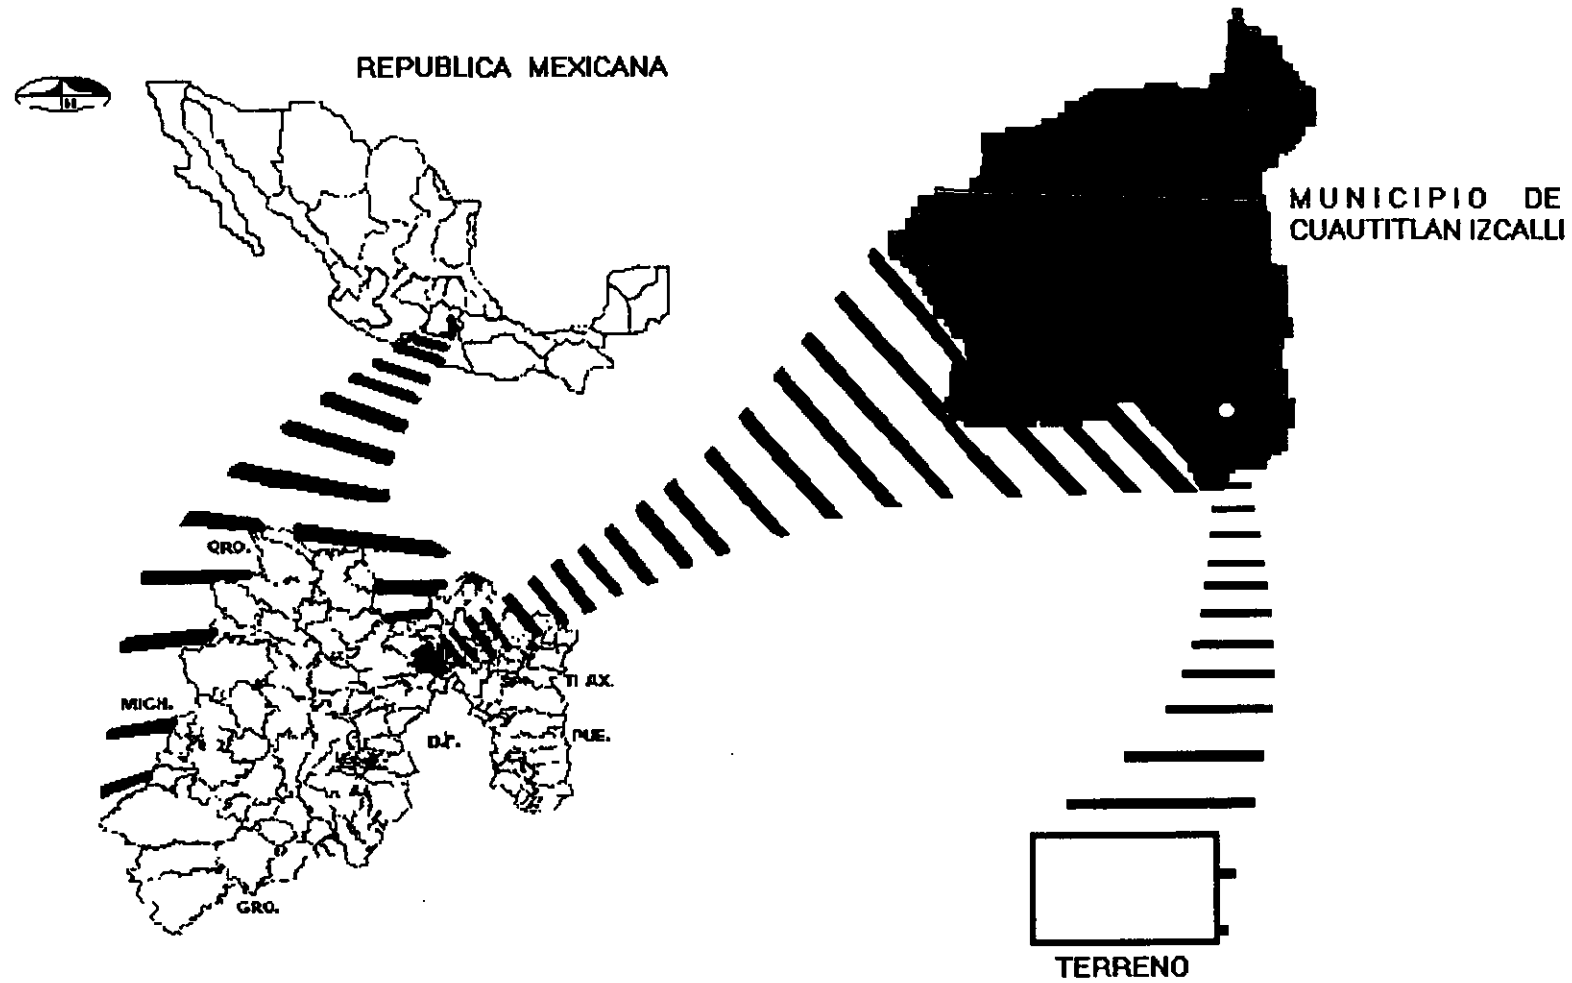 REPUBLICA MEXICANA
MUNICIPIO DE
CUAUTITLAN IZCALLI
QRO.
TLAX.
MICH.
D.F.
PUE.
GRO.
TERRENO